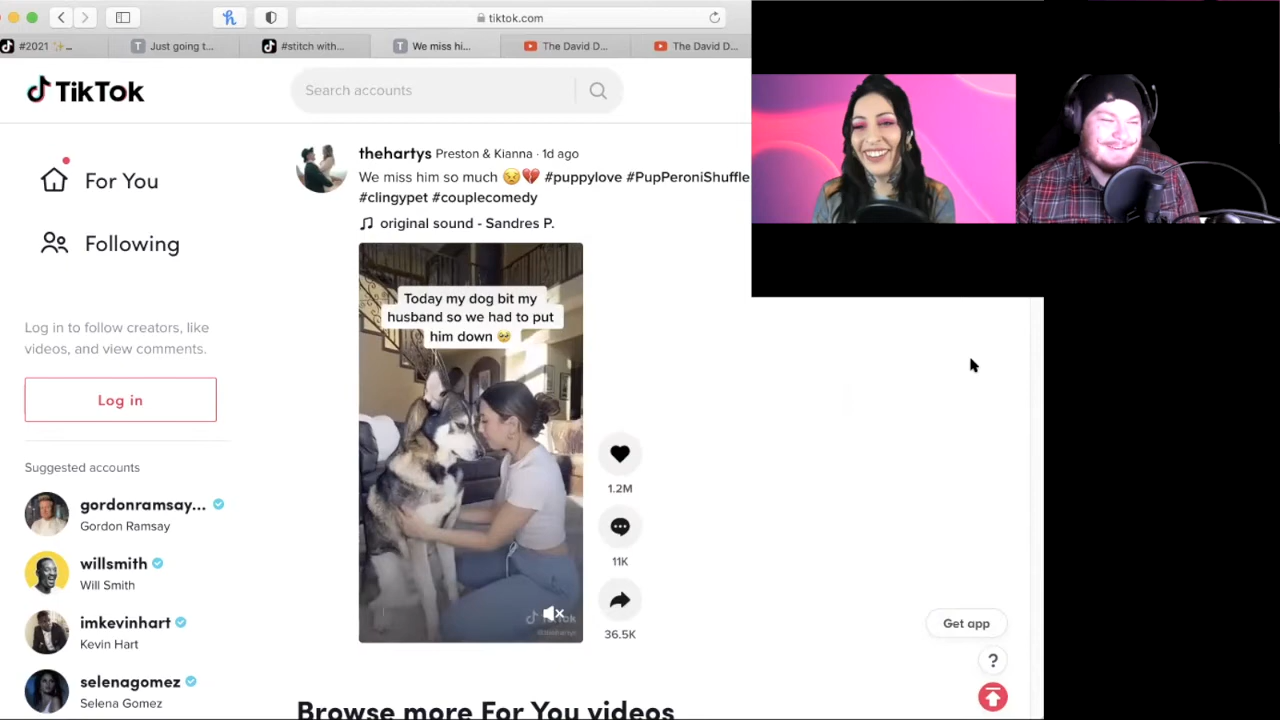 tiktok.com
#2021 ✨...
Just going t...
#stitch with...
We miss hi...
The David D...
The David D...
TikTok
Search accounts
For You
Following
Log in to follow creators, like
videos, and view comments.
Log in
Suggested accounts
gordonramsay...
Gordon Ramsay
willsmith
Will Smith
imkevinhart
Kevin Hart
selenagomez
Selena Gomez
thehartys Preston & Kianna · 1d ago
We miss him so much 😣💔 #puppylove #PupPeroniShuffle
#clingypet #couplecomedy
original sound - Sandres P.
Today my dog bit my
husband so we had to put
him down 🥺
1.2M
11K
36.5K
Get app
?
Browse more For You videos